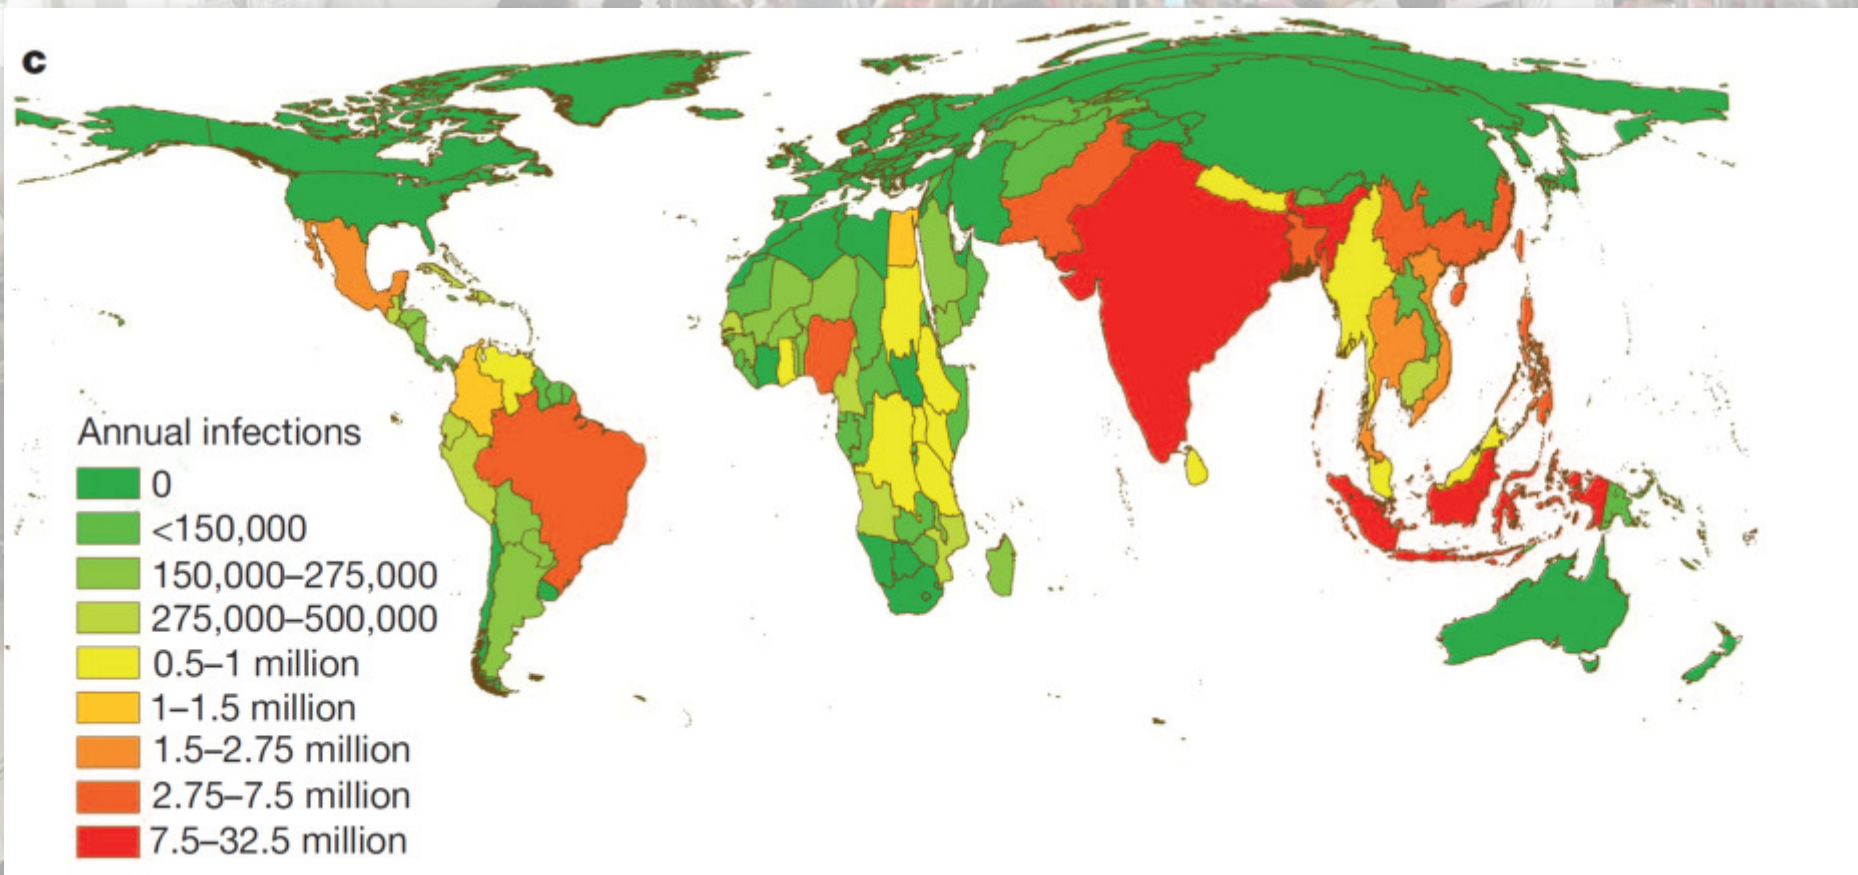 c
Annual infections
0
<150,000
150,000–275,000
275,000–500,000
0.5–1 million
1–1.5 million
1.5–2.75 million
2.75–7.5 million
7.5–32.5 million